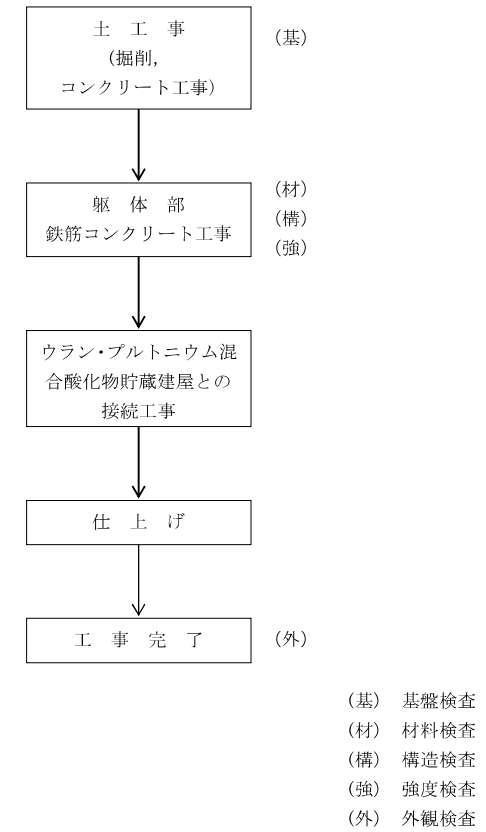 土　工　事　（基）
（掘削，
コンクリート工事）
躯　体　部　（材）
（構）
鉄筋コンクリート工事
（強）
ウラン・プルトニウム混
合酸化物貯蔵建屋との
接続工事
仕　上　げ
工　事　完　了　（外）
（基）　基盤検査
（材）　材料検査
（構）　構造検査
（強）　強度検査
（外）　外観検査